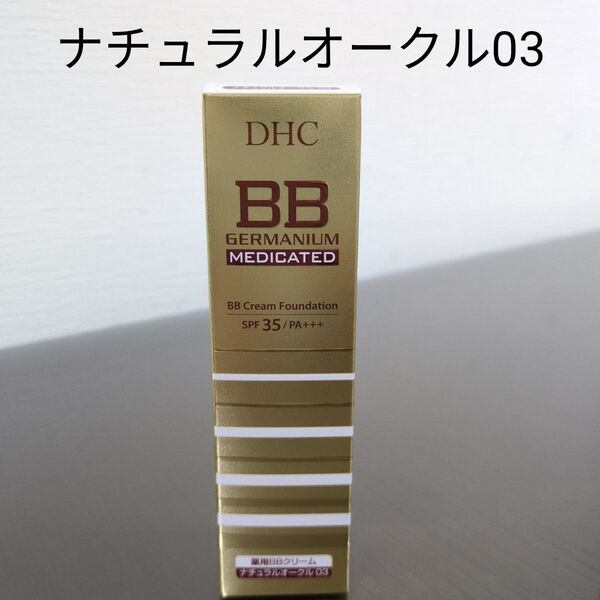 ナチュラルオークル03
DHC
BB
GERMANIUM
MEDICATED
BB Cream Foundation
SPF 35/PA+++
薬用BBクリーム
ナチュラルオークル 03